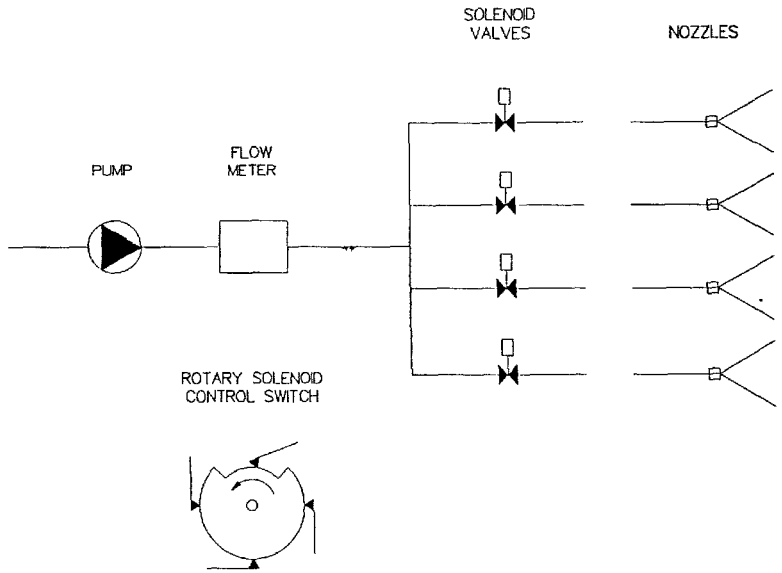 SOLENOID
VALVES
NOZZLES
FLOW
METER
PUMP
ROTARY SOLENOID
CONTROL SWITCH